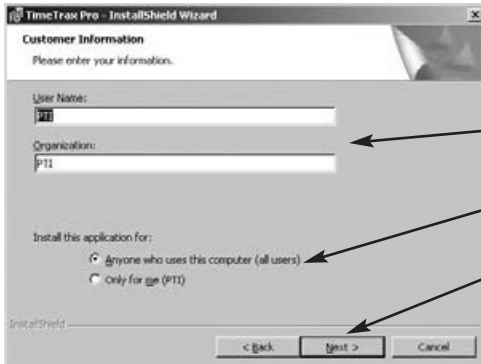 TimeTrax Pro - InstallShield Wizard
Customer Information
Please enter your information.
User Name:
PTI
Organization:
PTI
Install this application for:
Anyone who uses this computer (all users)
Only for me (PTI)
InstallShield
< Back Next > Cancel